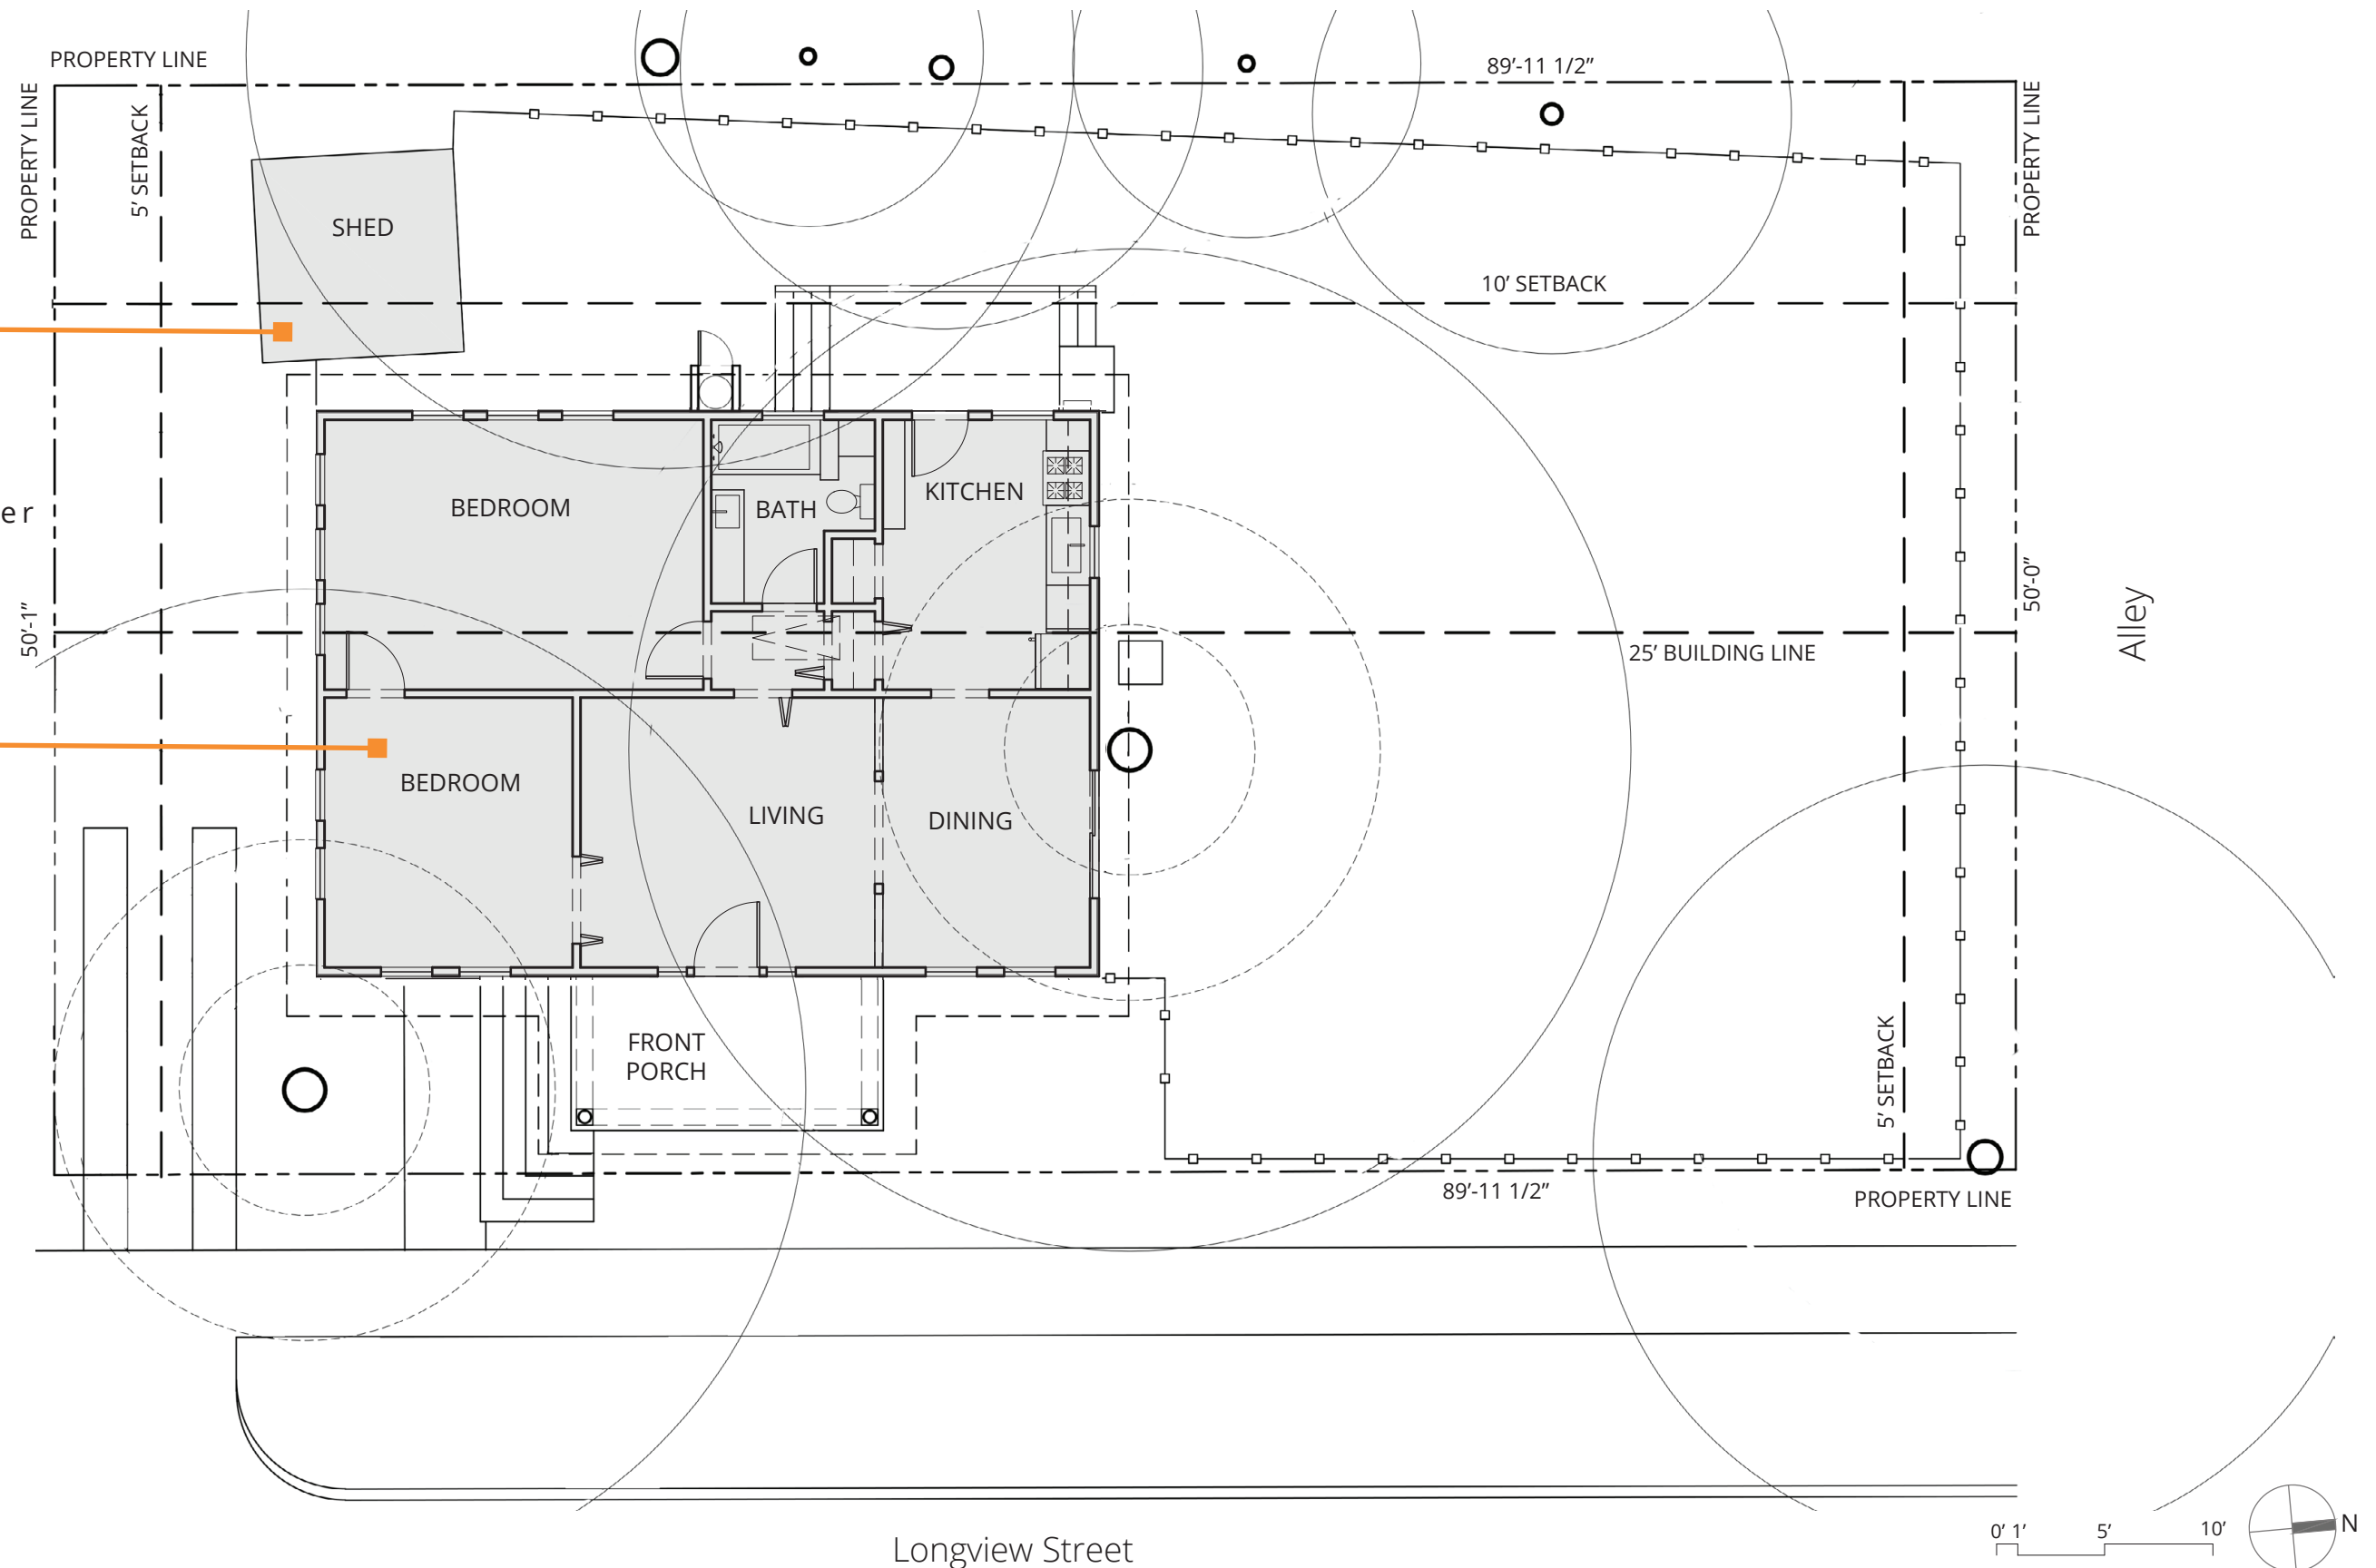 PROPERTY LINE
89’-11 1/2”
PROPERTY LINE
5’ SETBACK
PROPERTY LINE
SHED
10’ SETBACK
er
BEDROOM
BATH
KITCHEN
50’-1”
50’-0”
Alley
25’ BUILDING LINE
BEDROOM
LIVING
DINING
FRONT
PORCH
5’ SETBACK
89’-11 1/2”
PROPERTY LINE
Longview Street
0’ 1’ 5’ 10’
N